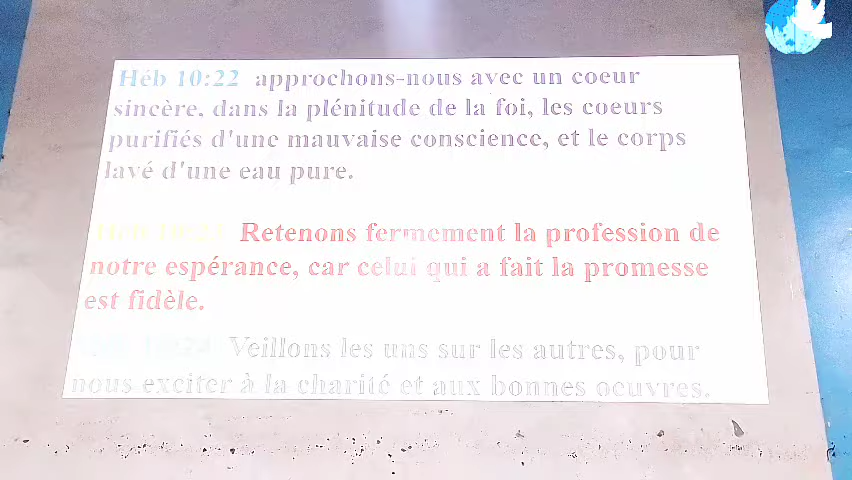 Héb 10:22 approchons-nous avec un coeur
sincère, dans la plénitude de la foi, les coeurs
purifiés d'une mauvaise conscience, et le corps
lavé d'une eau pure.
Héb 10:23 Retenons fermement la profession de
notre espérance, car celui qui a fait la promesse
est fidèle.
Veillons les uns sur les autres, pour
nous exciter à la charité et aux bonnes oeuvres.